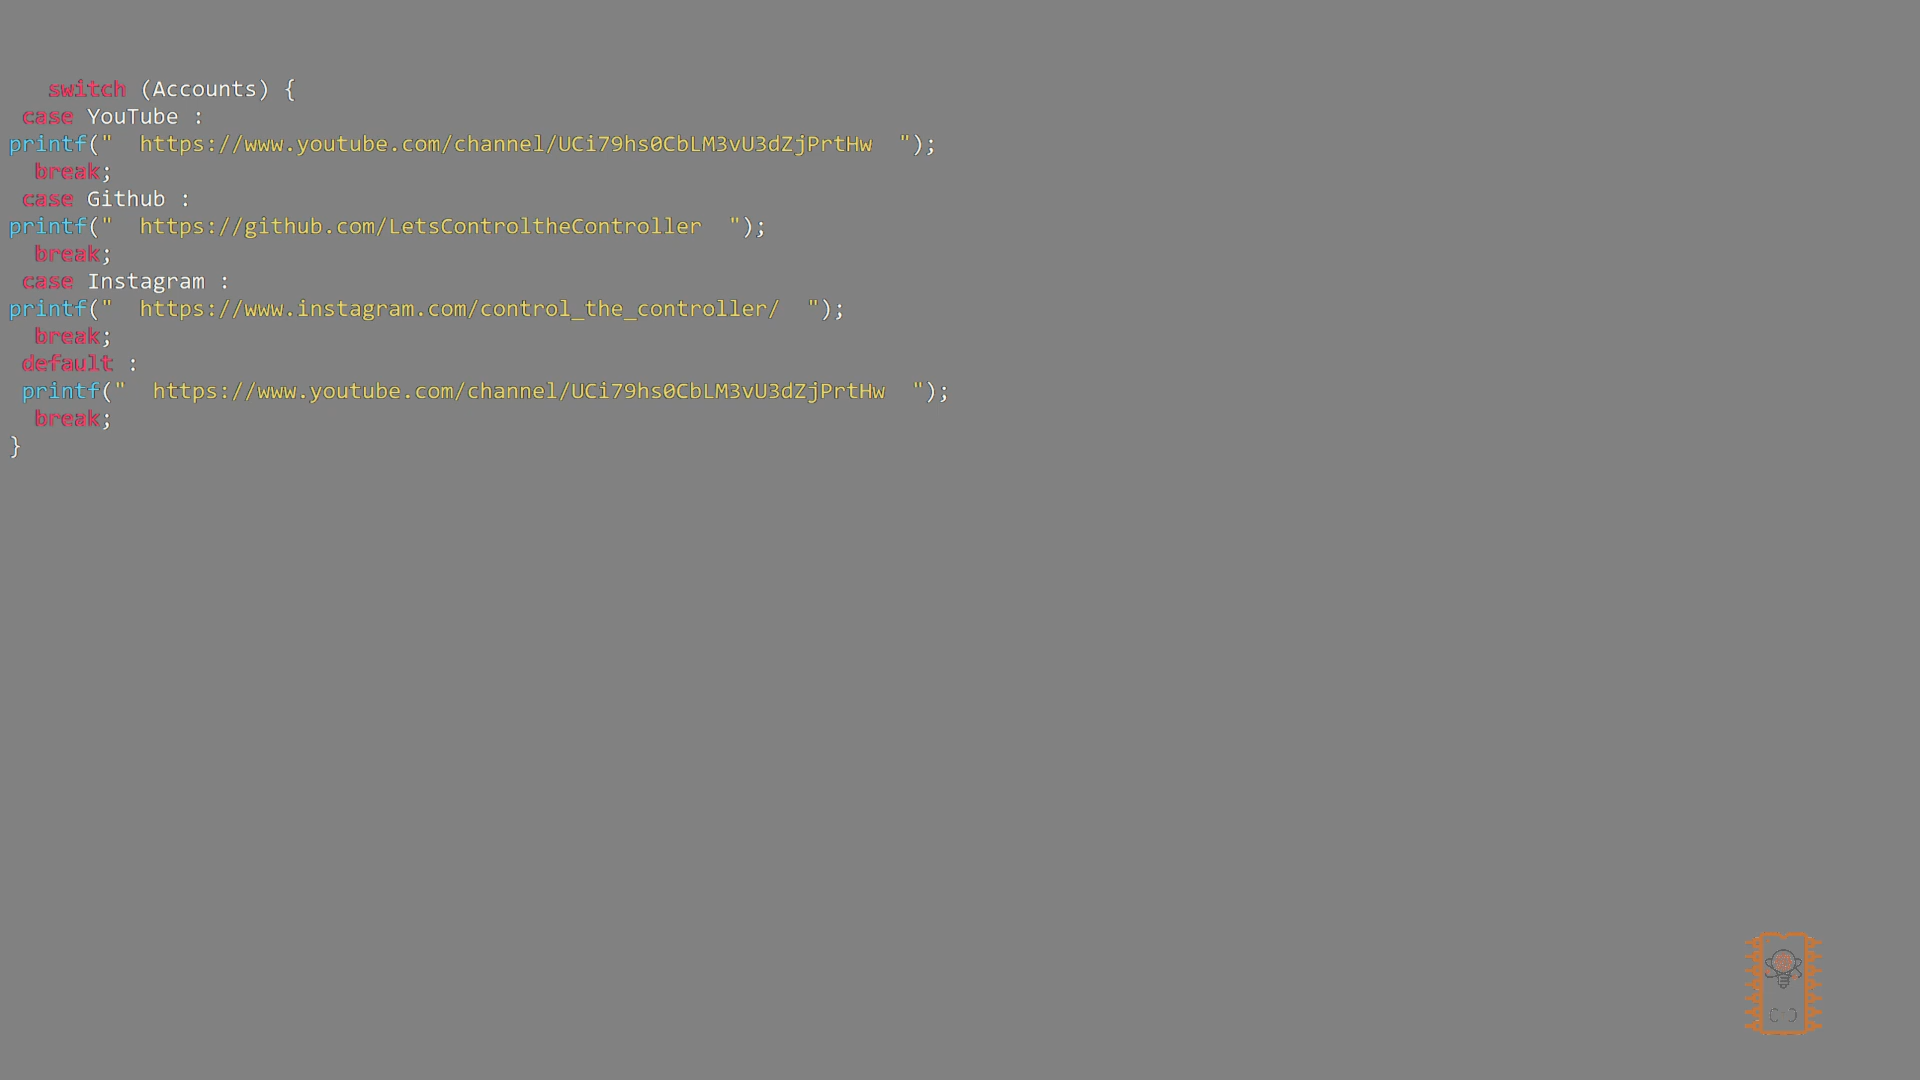 switch (Accounts) {
case YouTube :
printf("  https://www.youtube.com/channel/UCi79hs0CbLM3vU3dZjPrtHw  ");
break;
case Github :
printf("  https://github.com/LetsControltheController  ");
break;
case Instagram :
printf("  https://www.instagram.com/control_the_controller/  ");
break;
default :
printf("  https://www.youtube.com/channel/UCi79hs0CbLM3vU3dZjPrtHw  ");
break;
}